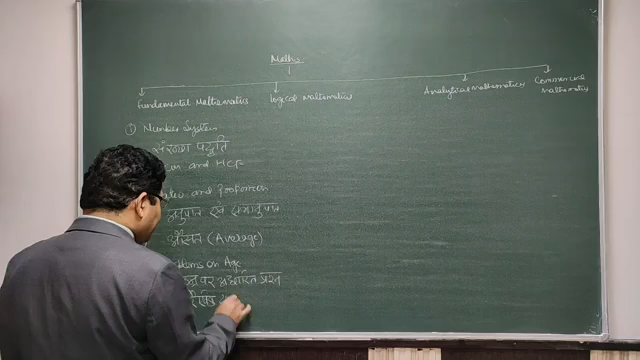 Maths
Fundamental Mathematics
Logical Mathematics
Analytical Mathematics
Commercial
Mathematics
① Number System
संख्या पद्धति
and HCF
and Proportion
अनुपात एवं समानुपात
औसत (Average)
on Age
पर आधारित प्रश्न